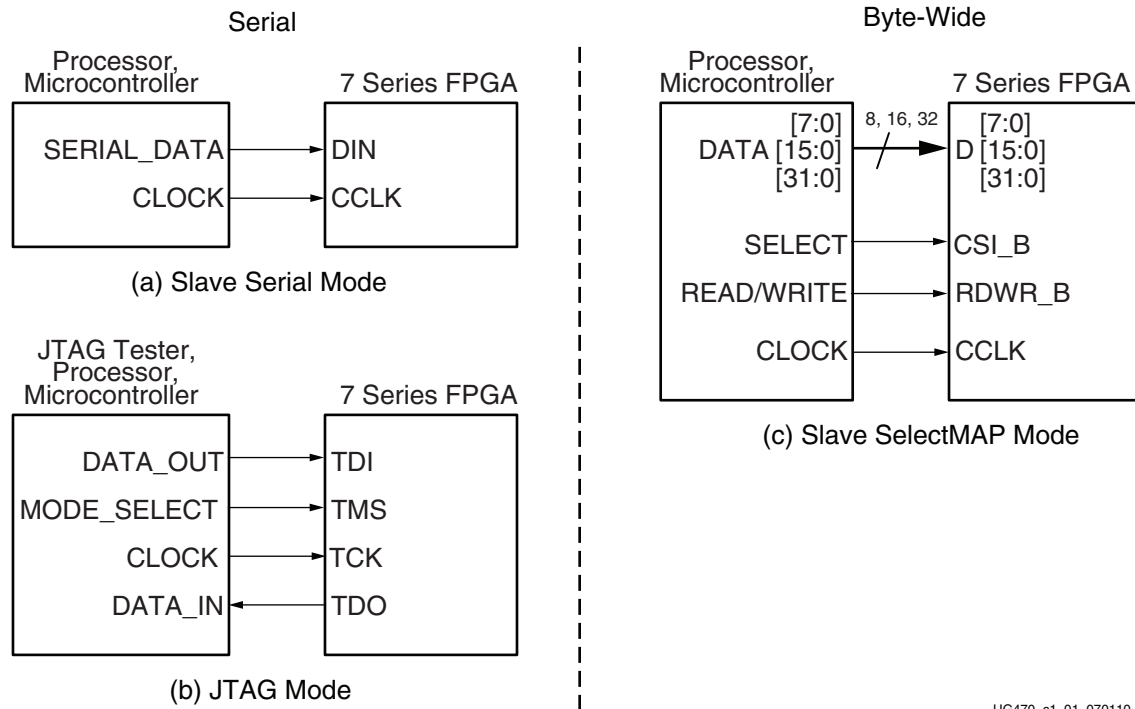 Serial
Processor,
Microcontroller
7 Series FPGA
SERIAL_DATA
DIN
CLOCK
CCLK
(a) Slave Serial Mode
JTAG Tester,
Processor,
Microcontroller
7 Series FPGA
DATA_OUT
TDI
MODE_SELECT
TMS
CLOCK
TCK
DATA_IN
TDO
(b) JTAG Mode
Byte-Wide
Processor,
Microcontroller
7 Series FPGA
[7:0]
DATA [15:0]
[31:0]
8, 16, 32
[7:0]
D [15:0]
[31:0]
SELECT
CSI_B
READ/WRITE
RDWR_B
CLOCK
CCLK
(c) Slave SelectMAP Mode